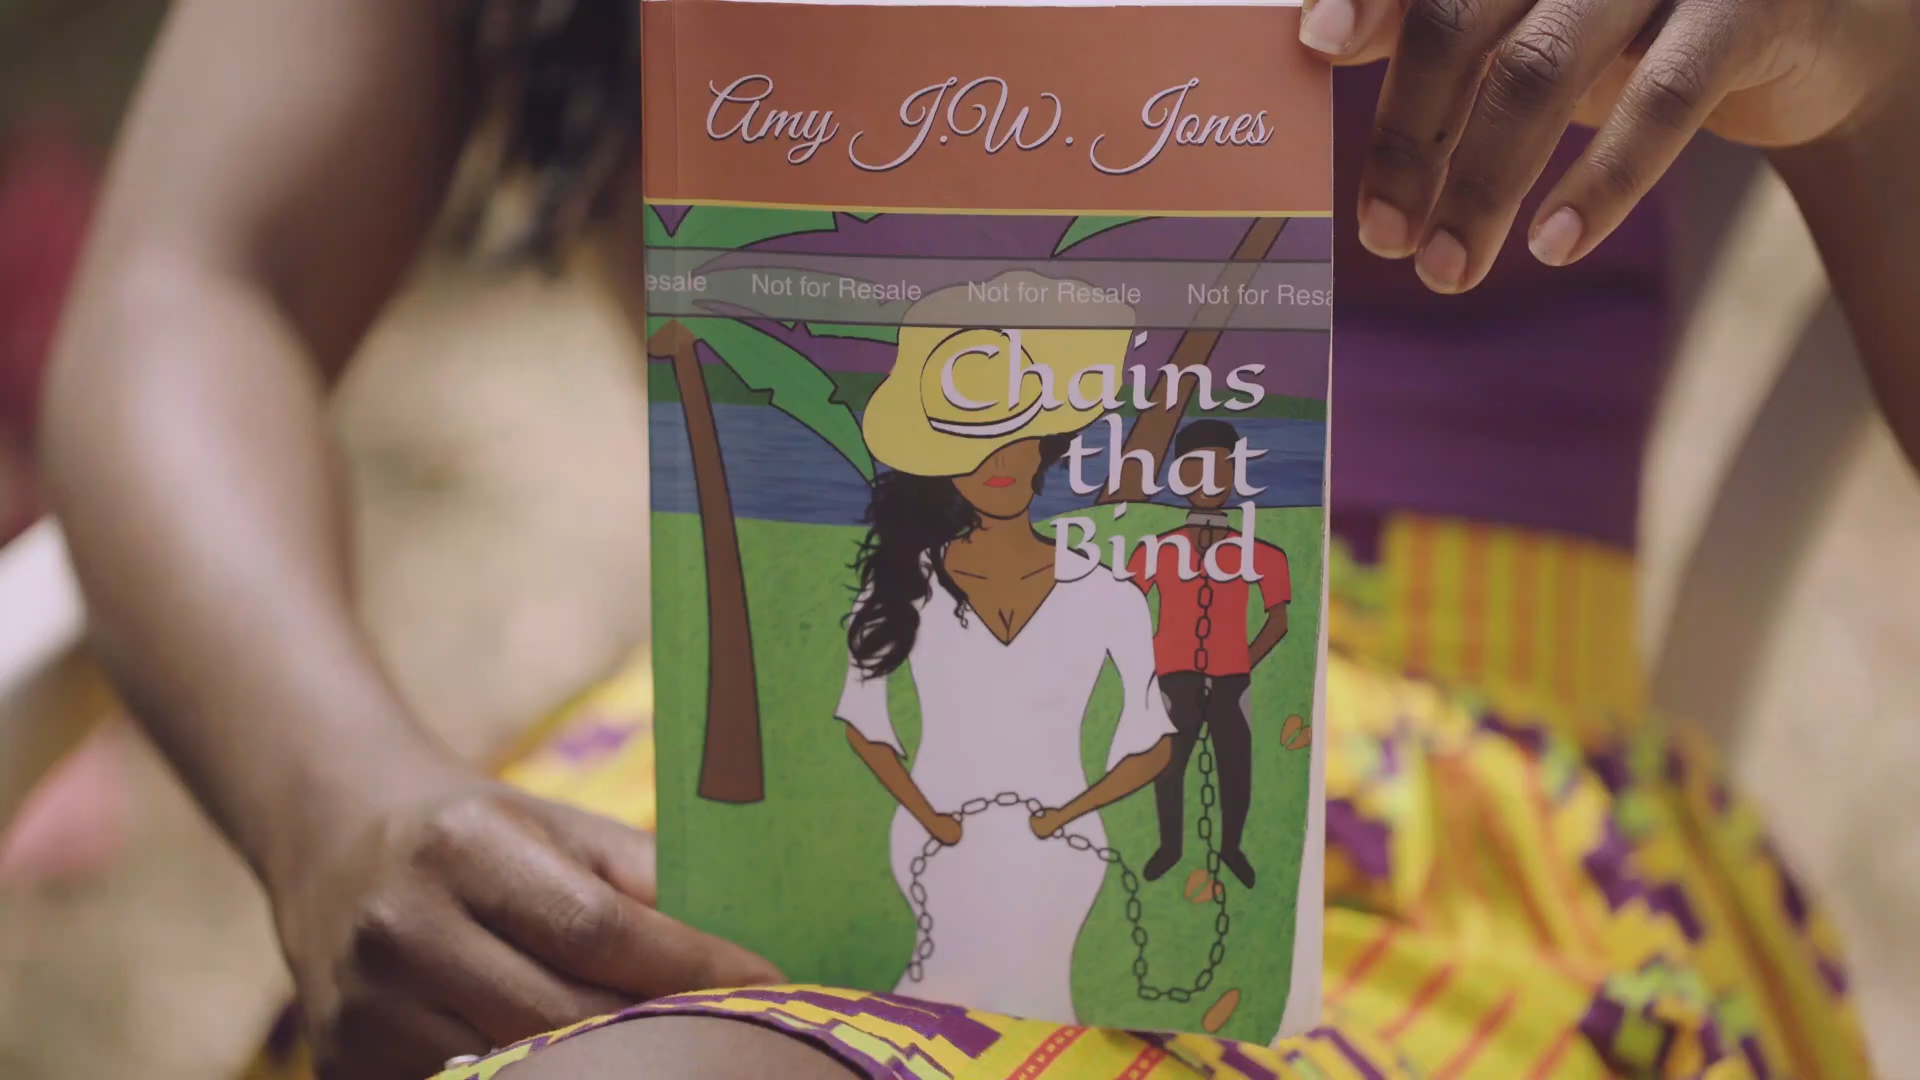 Amy J.W. Jones
esale Not for Resale Not for Resale Not for Resa
Chains
that
Bind